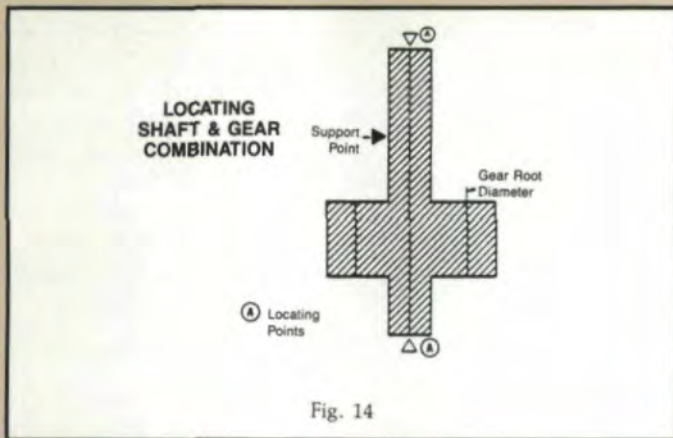 LOCATING
SHAFT & GEAR
COMBINATION
Support
Point
A
Gear Root
Diameter
A Locating
Points
A
Fig. 14